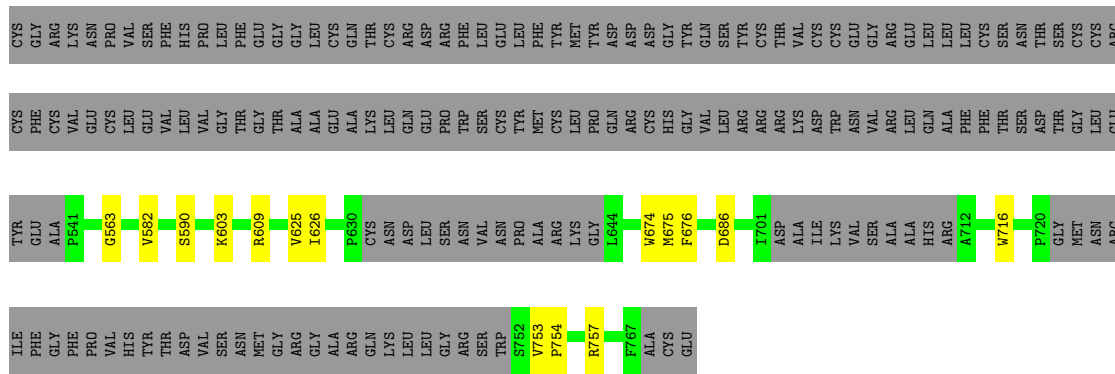 CYS GLY ARG LYS ASN PRO VAL SER PHE HIS PRO LEU PHE GLU GLY GLY LEU CYS GLN THR CYS ARG ASP ARG PHE LEU GLU LEU PHE TYR MET TYR ASP ASP ASP GLY TYR GLN SER TYR CYS THR VAL CYS CYS GLU GLY ARG GLU LEU LEU LEU CYS SER ASN THR SER CYS CYS ARG
CYS PHE CYS VAL GLU CYS LEU GLU VAL LEU VAL GLY THR GLY THR ALA ALA GLU ALA LYS LEU GLN GLU PRO TRP SER CYS TYR MET CYS LEU PRO GLN ARG CYS HIS GLY VAL LEU ARG ARG ARG LYS ASP TRP ASN VAL ARG LEU GLN ALA PHE PHE THR SER ASP THR GLY LEU GLU
TYR GLU ALA P541 G563 V582 S590 K603 R609 V625 I626 P630 CYS ASN ASP LEU SER ASN VAL ASN PRO ALA ARG LYS GLY L644 W674 M675 F676 D686 I701 ASP ALA ILE LYS VAL SER ALA ALA HIS ARG A712 W716 P720 GLY MET ASN ARG
ILE PHE GLY PHE PRO VAL HIS TYR THR ASP VAL SER ASN MET GLY ARG GLY ALA ARG GLN LYS LEU LEU GLY ARG SER TRP S752 V753 P754 R757 F767 ALA CYS GLU